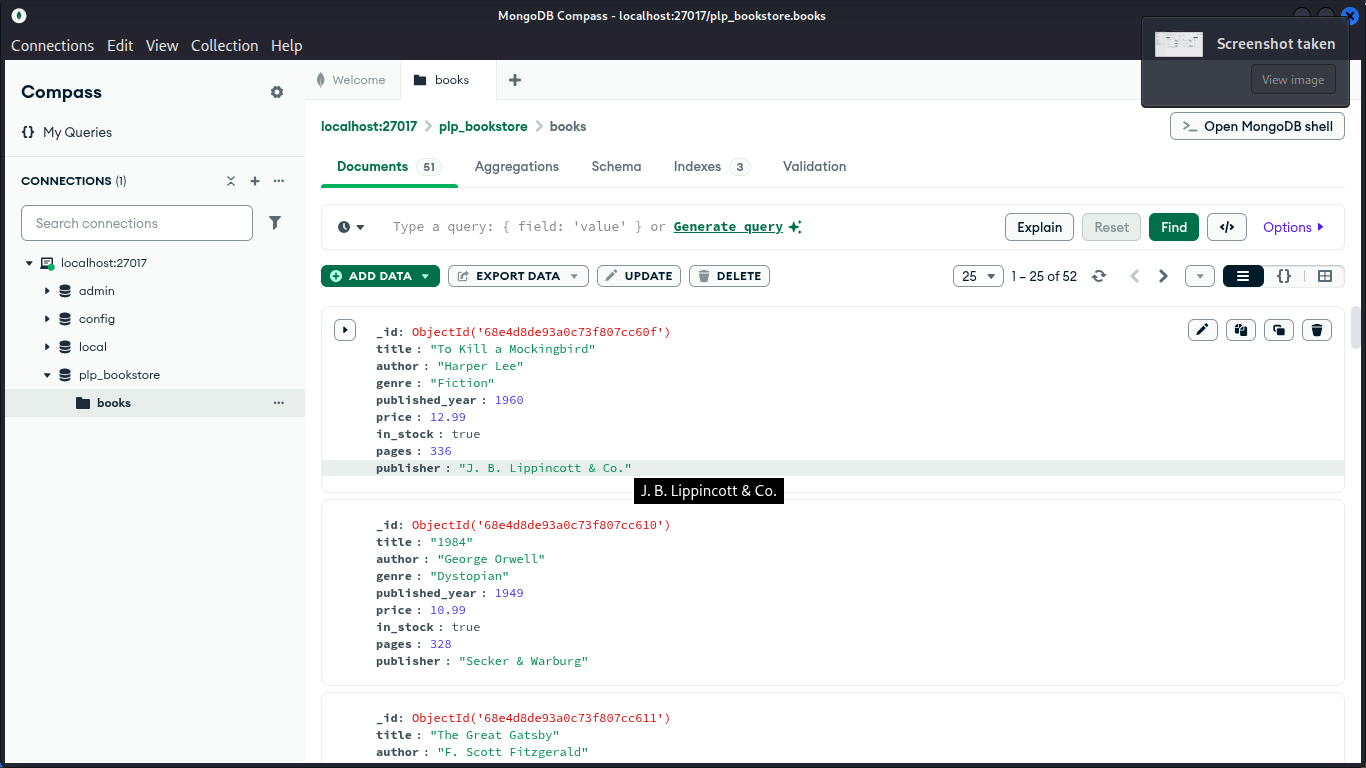 MongoDB Compass - localhost:27017/plp_bookstore.books
Connections Edit View Collection Help
Screenshot taken
View image
Compass
{} My Queries
CONNECTIONS (1)
Search connections
localhost:27017
admin
config
local
plp_bookstore
books
Welcome
books
localhost:27017 > plp_bookstore > books
>_ Open MongoDB shell
Documents 51 Aggregations Schema Indexes 3 Validation
Type a query: { field: 'value' } or Generate query
Explain Reset Find </> Options
ADD DATA EXPORT DATA UPDATE DELETE 25 1 – 25 of 52 {}
_id: ObjectId('68e4d8de93a0c73f807cc60f')
title : "To Kill a Mockingbird"
author : "Harper Lee"
genre : "Fiction"
published_year : 1960
price : 12.99
in_stock : true
pages : 336
publisher : "J. B. Lippincott & Co."
J. B. Lippincott & Co.
_id: ObjectId('68e4d8de93a0c73f807cc610')
title : "1984"
author : "George Orwell"
genre : "Dystopian"
published_year : 1949
price : 10.99
in_stock : true
pages : 328
publisher : "Secker & Warburg"
_id: ObjectId('68e4d8de93a0c73f807cc611')
title : "The Great Gatsby"
author : "F. Scott Fitzgerald"